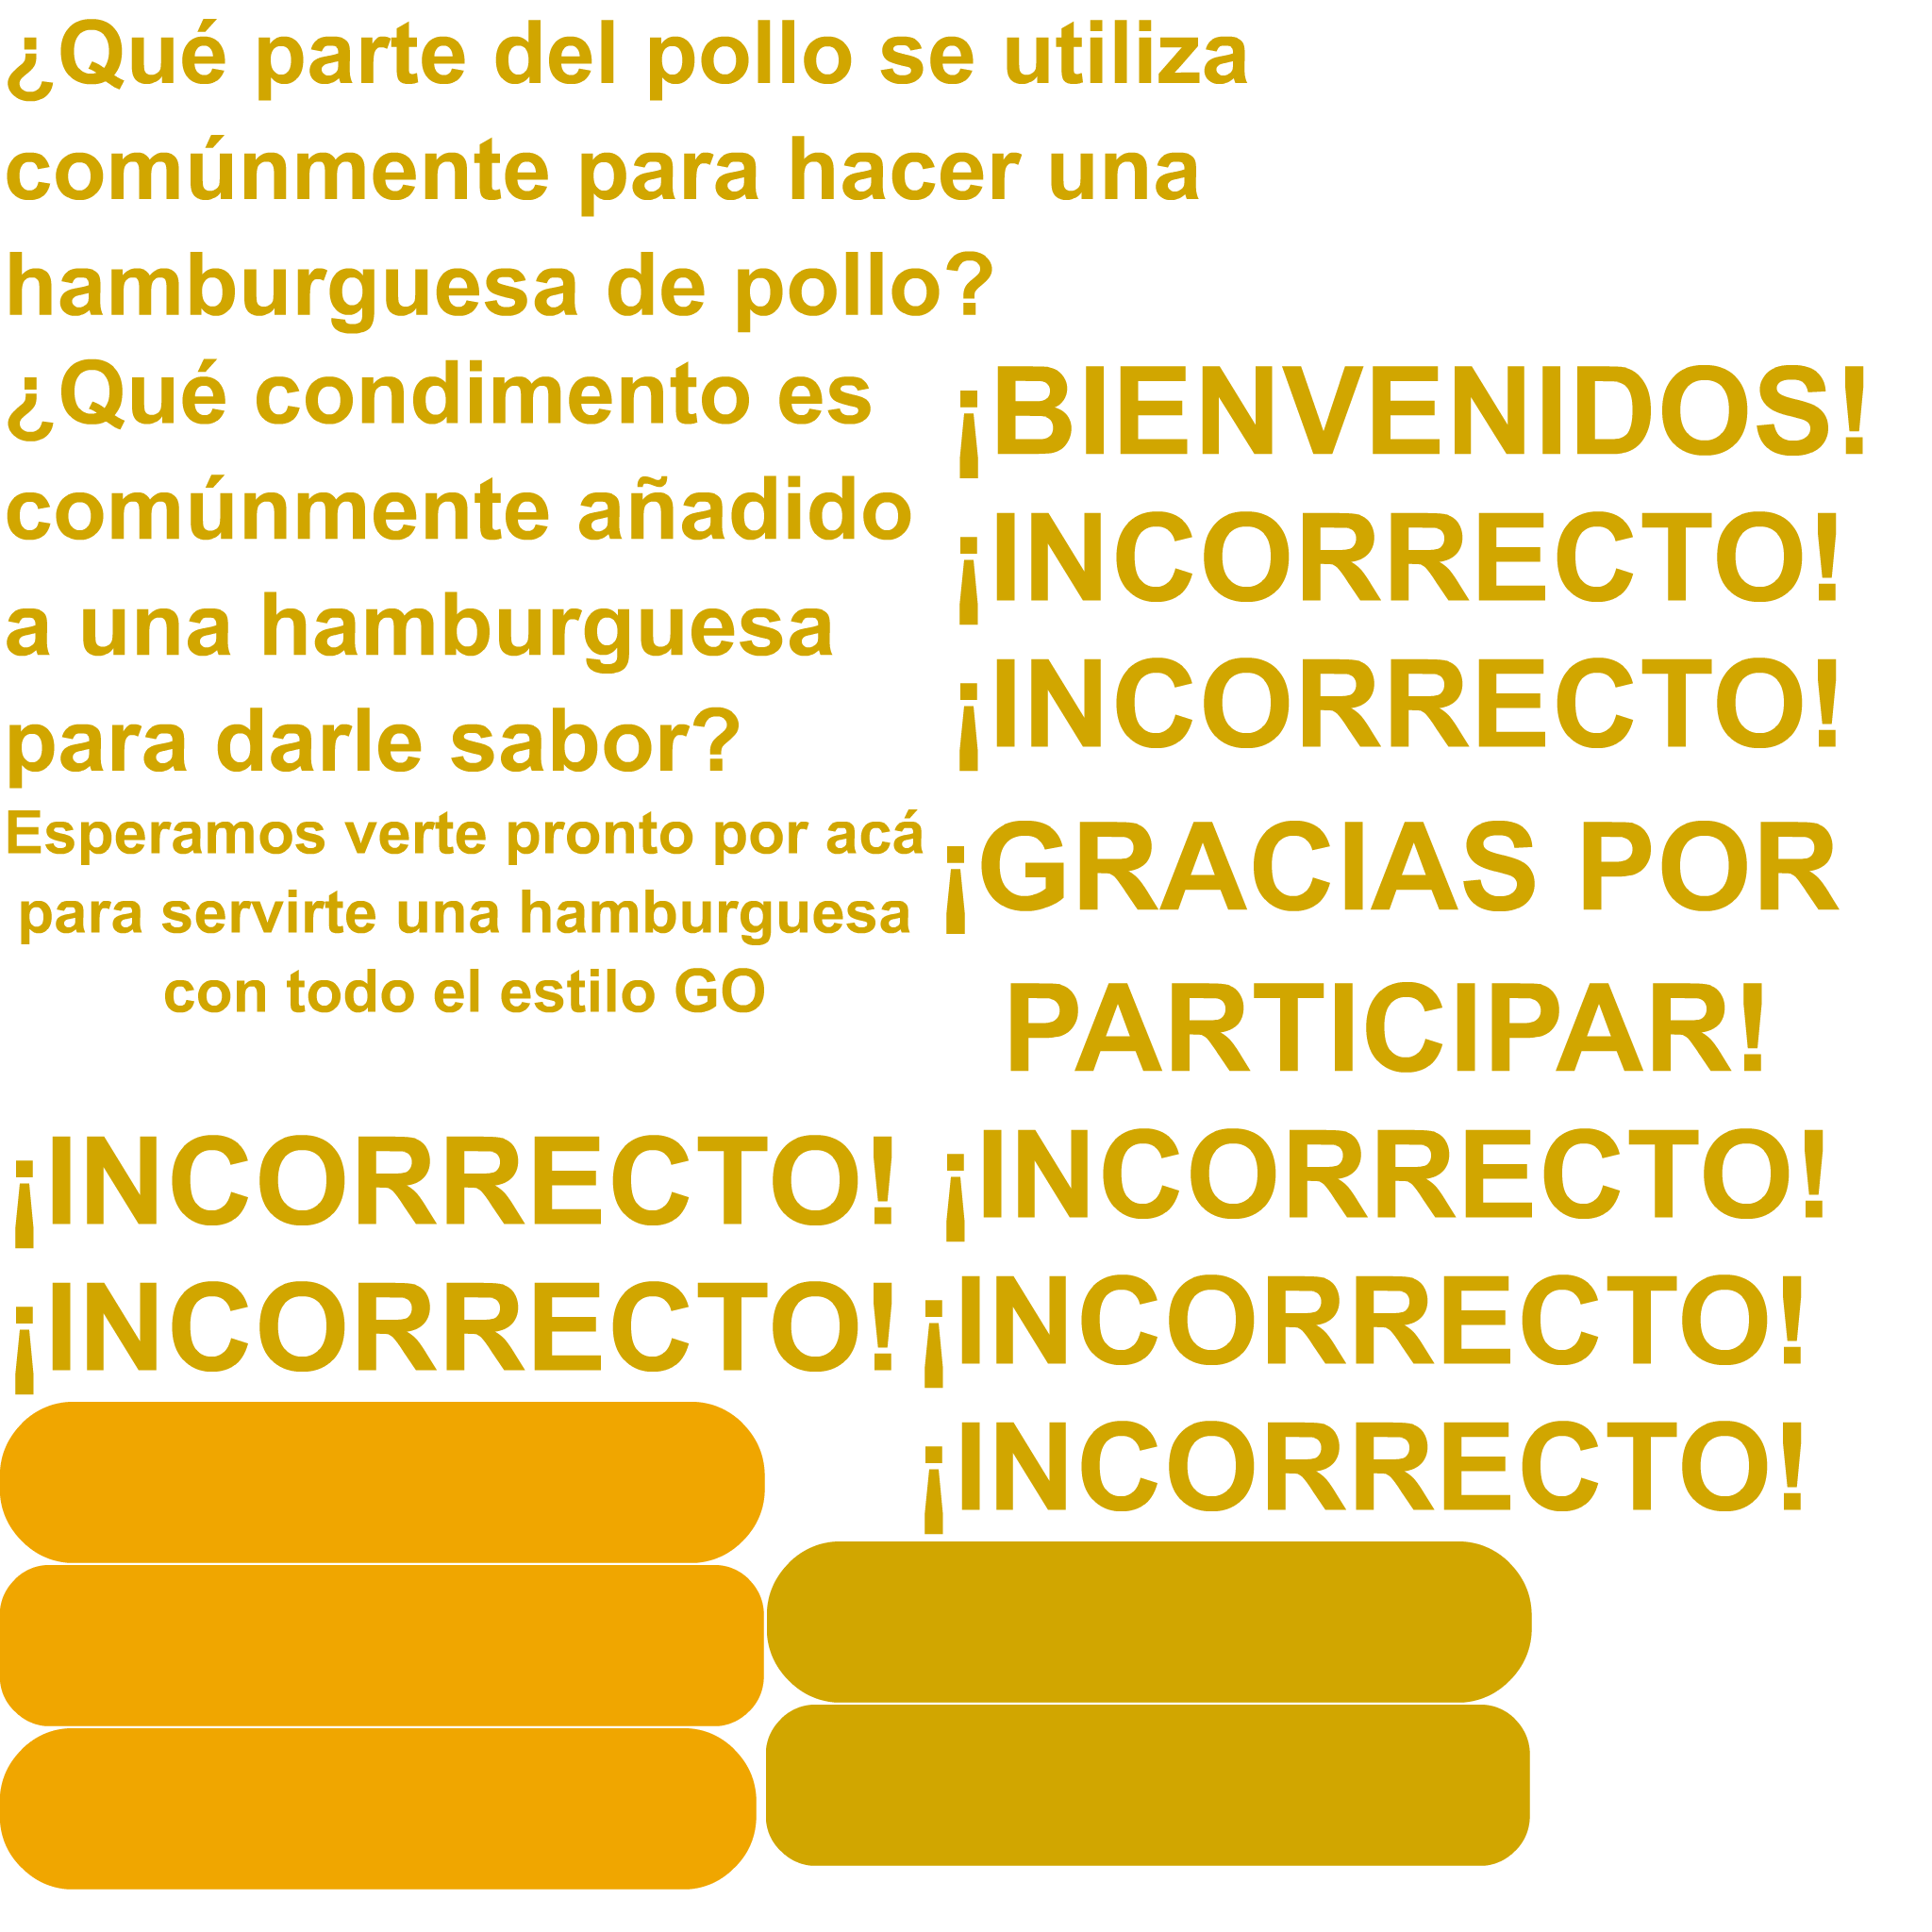 ¿Qué parte del pollo se utiliza
comúnmente para hacer una
hamburguesa de pollo?
¿Qué condimento es
comúnmente añadido
a una hamburguesa
para darle sabor?
¡BIENVENIDOS!
¡INCORRECTO!
¡INCORRECTO!
Esperamos verte pronto por acá
para servirte una hamburguesa
con todo el estilo GO
¡GRACIAS POR
PARTICIPAR!
¡INCORRECTO!
¡INCORRECTO!
¡INCORRECTO!
¡INCORRECTO!
¡INCORRECTO!